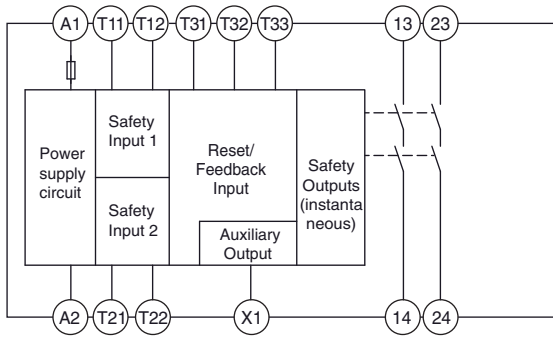 A1 T11 T12 T31 T32 T33 13 23
Safety
Input 1
Power
supply
circuit
Reset/
Feedback
Input
Safety
Outputs
(instanta
neous)
Safety
Input 2
Auxiliary
Output
A2 T21 T22 X1 14 24